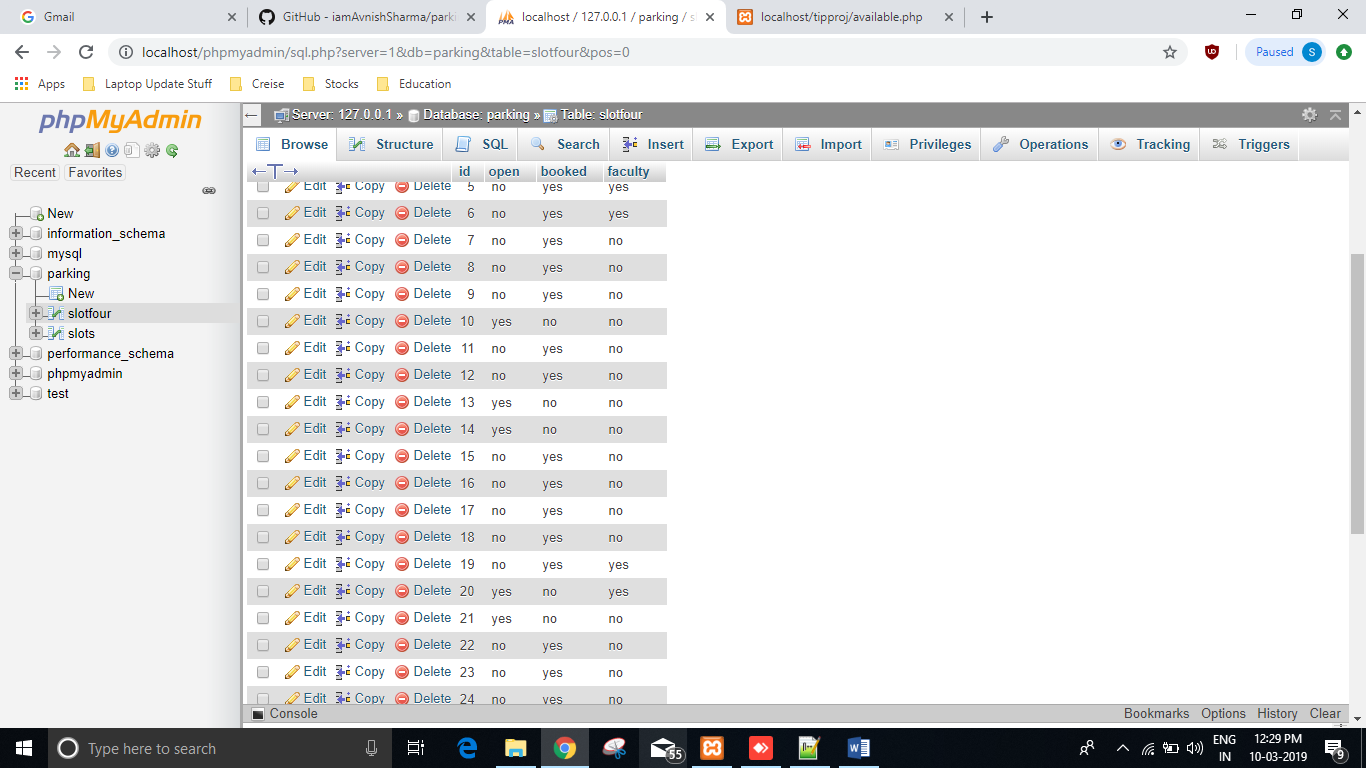 Gmail
GitHub - iamAvnishSharma/parki
localhost / 127.0.0.1 / parking / sl
localhost/tipproj/available.php
localhost/phpmyadmin/sql.php?server=1&db=parking&table=slotfour&pos=0
Paused S
Apps Laptop Update Stuff Creise Stocks Education
phpMyAdmin
Recent Favorites
New
information_schema
mysql
parking
New
slotfour
slots
performance_schema
phpmyadmin
test
Server: 127.0.0.1 » Database: parking » Table: slotfour
Browse Structure SQL Search Insert Export Import Privileges Operations Tracking Triggers
id open booked faculty
Edit Copy Delete 5 no yes yes
Edit Copy Delete 6 no yes yes
Edit Copy Delete 7 no yes no
Edit Copy Delete 8 no yes no
Edit Copy Delete 9 no yes no
Edit Copy Delete 10 yes no no
Edit Copy Delete 11 no yes no
Edit Copy Delete 12 no yes no
Edit Copy Delete 13 yes no no
Edit Copy Delete 14 yes no no
Edit Copy Delete 15 no yes no
Edit Copy Delete 16 no yes no
Edit Copy Delete 17 no yes no
Edit Copy Delete 18 no yes no
Edit Copy Delete 19 no yes yes
Edit Copy Delete 20 yes no yes
Edit Copy Delete 21 yes no no
Edit Copy Delete 22 no yes no
Edit Copy Delete 23 no yes no
Edit Copy Delete 24 no yes no
Console Bookmarks Options History Clear
Type here to search
55
ENG
IN
12:29 PM
10-03-2019
9